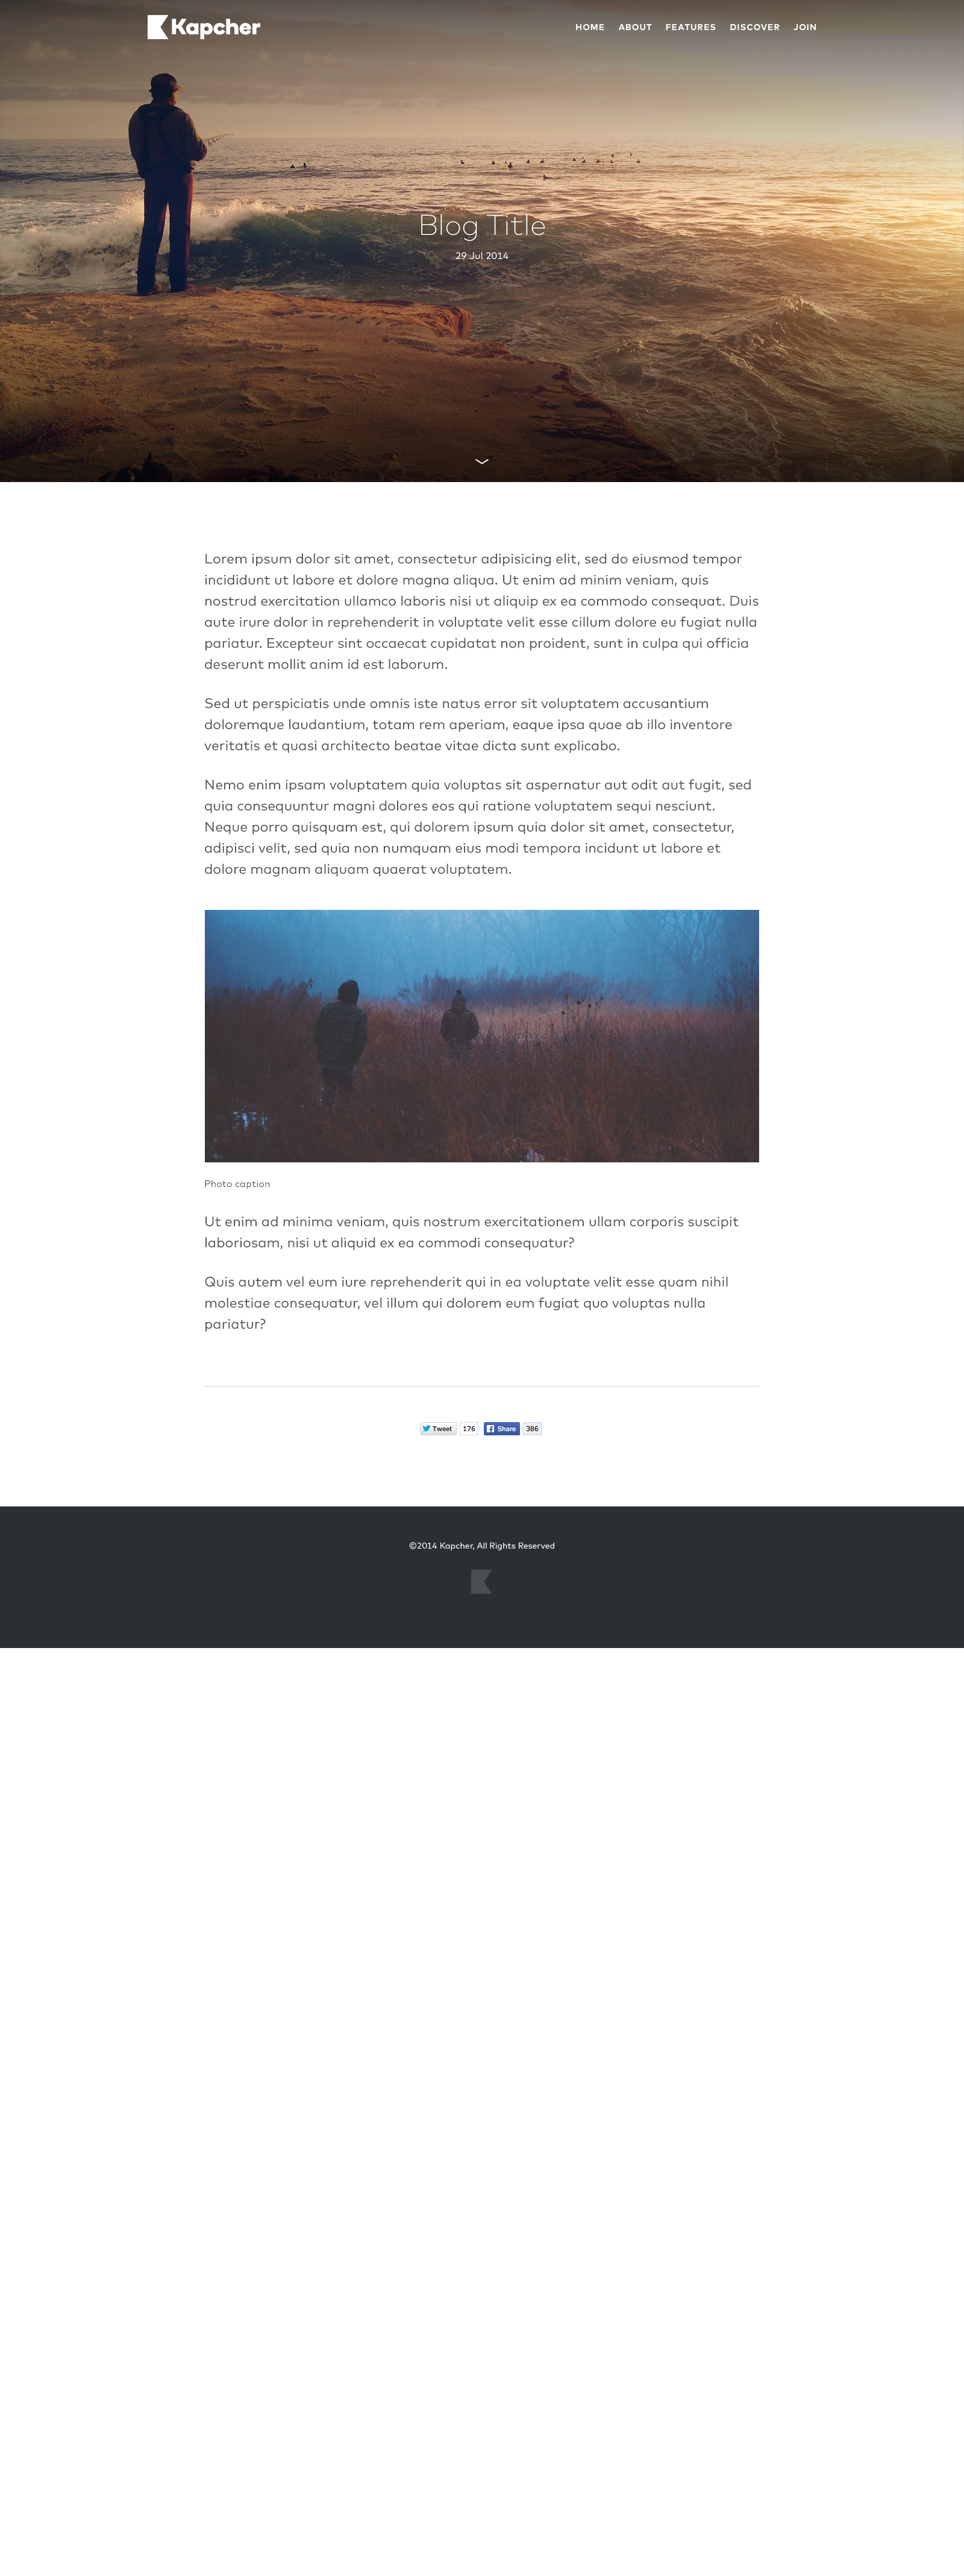 Kapcher
HOME ABOUT FEATURES DISCOVER JOIN
Blog Title
29 Jul 2014
Lorem ipsum dolor sit amet, consectetur adipisicing elit, sed do eiusmod tempor
incididunt ut labore et dolore magna aliqua. Ut enim ad minim veniam, quis
nostrud exercitation ullamco laboris nisi ut aliquip ex ea commodo consequat. Duis
aute irure dolor in reprehenderit in voluptate velit esse cillum dolore eu fugiat nulla
pariatur. Excepteur sint occaecat cupidatat non proident, sunt in culpa qui officia
deserunt mollit anim id est laborum.
Sed ut perspiciatis unde omnis iste natus error sit voluptatem accusantium
doloremque laudantium, totam rem aperiam, eaque ipsa quae ab illo inventore
veritatis et quasi architecto beatae vitae dicta sunt explicabo.
Nemo enim ipsam voluptatem quia voluptas sit aspernatur aut odit aut fugit, sed
quia consequuntur magni dolores eos qui ratione voluptatem sequi nesciunt.
Neque porro quisquam est, qui dolorem ipsum quia dolor sit amet, consectetur,
adipisci velit, sed quia non numquam eius modi tempora incidunt ut labore et
dolore magnam aliquam quaerat voluptatem.
Photo caption
Ut enim ad minima veniam, quis nostrum exercitationem ullam corporis suscipit
laboriosam, nisi ut aliquid ex ea commodi consequatur?
Quis autem vel eum iure reprehenderit qui in ea voluptate velit esse quam nihil
molestiae consequatur, vel illum qui dolorem eum fugiat quo voluptas nulla
pariatur?
Tweet 176 Share 386
©2014 Kapcher, All Rights Reserved